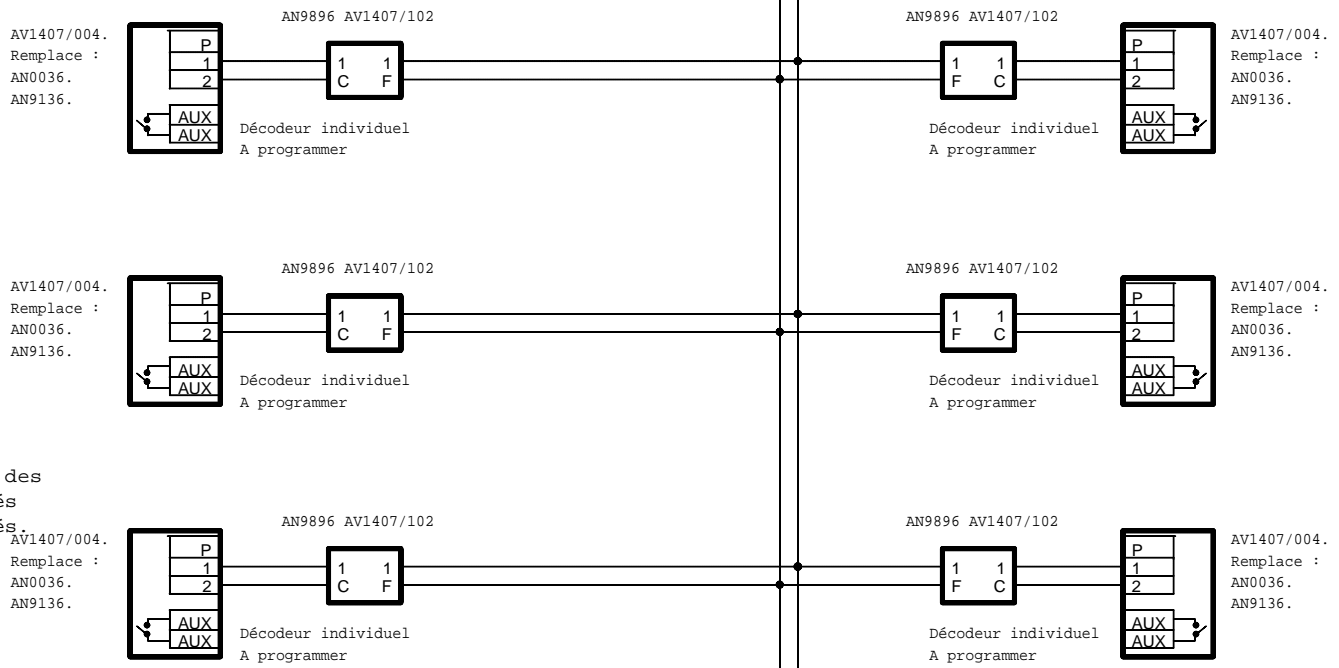 AN9896 AV1407/102
AN9896 AV1407/102
AV1407/004.
Remplace :
AN0036.
AN9136.
P
1
2
AUX
AUX
1 1
C F
Décodeur individuel
A programmer
1 1
F C
Décodeur individuel
A programmer
P
1
2
AUX
AUX
AV1407/004.
Remplace :
AN0036.
AN9136.
AN9896 AV1407/102
AN9896 AV1407/102
AV1407/004.
Remplace :
AN0036.
AN9136.
P
1
2
AUX
AUX
1 1
C F
Décodeur individuel
A programmer
1 1
F C
Décodeur individuel
A programmer
P
1
2
AUX
AUX
AV1407/004.
Remplace :
AN0036.
AN9136.
des
és
és.
AN9896 AV1407/102
AN9896 AV1407/102
AV1407/004.
Remplace :
AN0036.
AN9136.
P
1
2
AUX
AUX
1 1
C F
Décodeur individuel
A programmer
1 1
F C
Décodeur individuel
A programmer
P
1
2
AUX
AUX
AV1407/004.
Remplace :
AN0036.
AN9136.